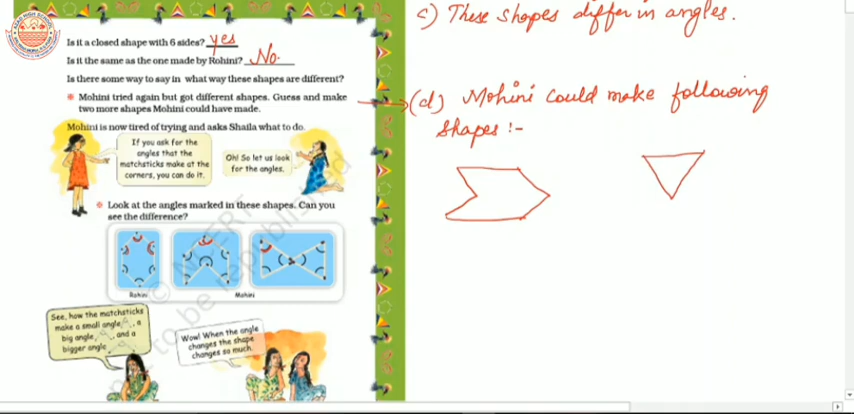 Is it a closed shape with 6 sides? yes
Is it the same as the one made by Rohini? No.
Is there some way to say in what way these shapes are different?
Mohini tried again but got different shapes. Guess and make
two more shapes Mohini could have made.
Mohini is now tired of trying and asks Shaila what to do.
If you ask for the
angles that the
matchsticks make at the
corners, you can do it.
Oh! So let us look
for the angles.
Look at the angles marked in these shapes. Can you
see the difference?
Rohini
Mohini
See, how the matchsticks
make a small angle , a
big angle, and a
bigger angle
Wow! When the angle
changes the shape
changes so much.
c) These shapes differ in angles.
(d) Mohini could make following
shapes :-